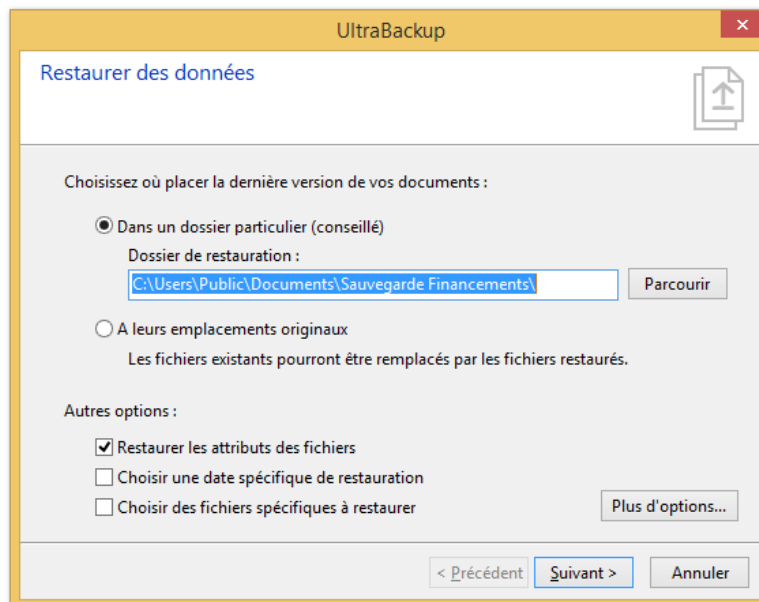 UltraBackup
Restaurer des données
Choisissez où placer la dernière version de vos documents :
Dans un dossier particulier (conseillé)
Dossier de restauration :
C:\Users\Public\Documents\Sauvegarde Financements\
Parcourir
A leurs emplacements originaux
Les fichiers existants pourront être remplacés par les fichiers restaurés.
Autres options :
Restaurer les attributs des fichiers
Choisir une date spécifique de restauration
Choisir des fichiers spécifiques à restaurer
Plus d'options...
< Précédent Suivant > Annuler